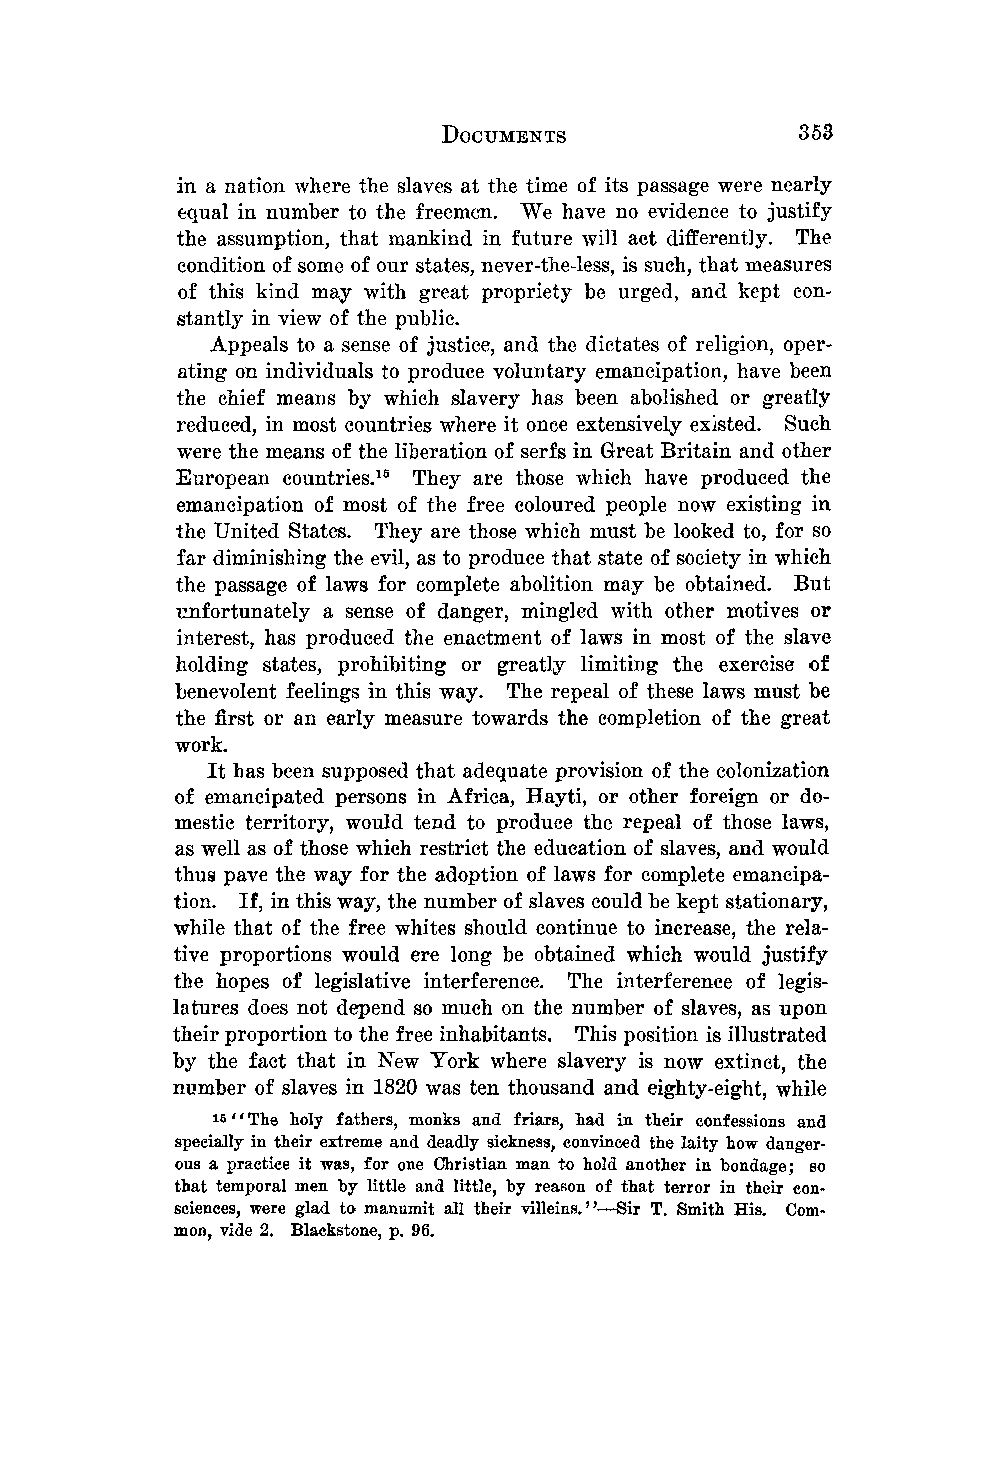 DOCUMENTS 353
in a nation where the slaves at the time of its passage were nearly
equal in number to the freemen. We have no evidence to justify
the assumption, that mankind in future will act differently. The
condition of some of our states, never-the-less, is such, that measures
of this kind may with great propriety be urged, and kept con-
stantly in view of the public.
Appeals to a sense of justice, and the dictates of religion, oper-
ating on individuals to produce voluntary emancipation, have been
the chief means by which slavery has been abolished or greatly
reduced, in most countries where it once extensively existed. Such
were the means of the liberation of serfs in Great Britain and other
European countries.¹⁵ They are those which have produced the
emancipation of most of the free coloured people now existing in
the United States. They are those which must be looked to, for so
far diminishing the evil, as to produce that state of society in which
the passage of laws for complete abolition may be obtained. But
unfortunately a sense of danger, mingled with other motives or
interest, has produced the enactment of laws in most of the slave
holding states, prohibiting or greatly limiting the exercise of
benevolent feelings in this way. The repeal of these laws must be
the first or an early measure towards the completion of the great
work.
It has been supposed that adequate provision of the colonization
of emancipated persons in Africa, Hayti, or other foreign or do-
mestic territory, would tend to produce the repeal of those laws,
as well as of those which restrict the education of slaves, and would
thus pave the way for the adoption of laws for complete emancipa-
tion. If, in this way, the number of slaves could be kept stationary,
while that of the free whites should continue to increase, the rela-
tive proportions would ere long be obtained which would justify
the hopes of legislative interference. The interference of legis-
latures does not depend so much on the number of slaves, as upon
their proportion to the free inhabitants. This position is illustrated
by the fact that in New York where slavery is now extinct, the
number of slaves in 1820 was ten thousand and eighty-eight, while
¹⁵ "The holy fathers, monks and friars, had in their confessions and
specially in their extreme and deadly sickness, convinced the laity how danger-
ous a practice it was, for one Christian man to hold another in bondage; so
that temporal men by little and little, by reason of that terror in their con-
sciences, were glad to manumit all their villeins."—Sir T. Smith His. Com-
mon, vide 2. Blackstone, p. 96.